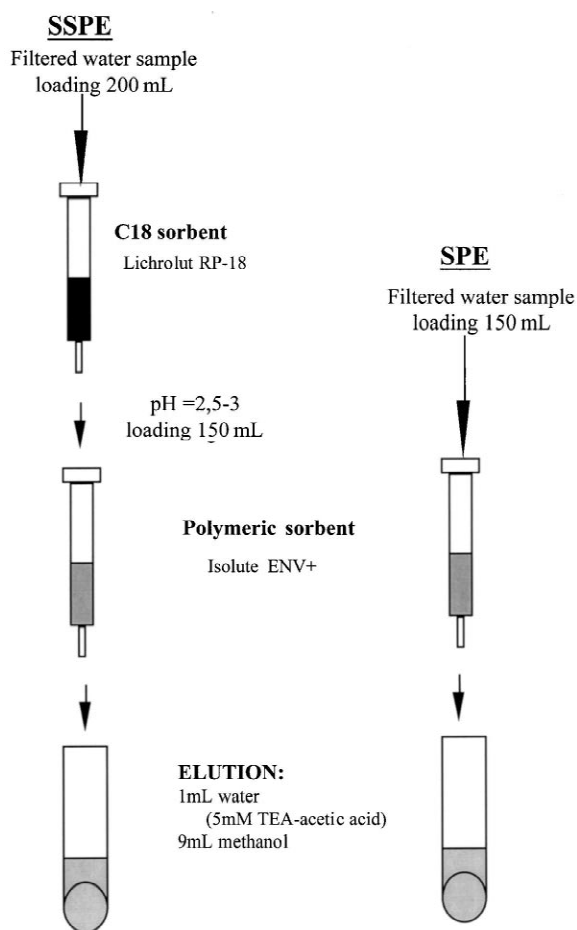 SSPE
Filtered water sample
loading 200 mL
C18 sorbent
Lichrolut RP-18
SPE
Filtered water sample
loading 150 mL
pH =2,5-3
loading 150 mL
Polymeric sorbent
Isolute ENV+
ELUTION:
1mL water
(5mM TEA-acetic acid)
9mL methanol